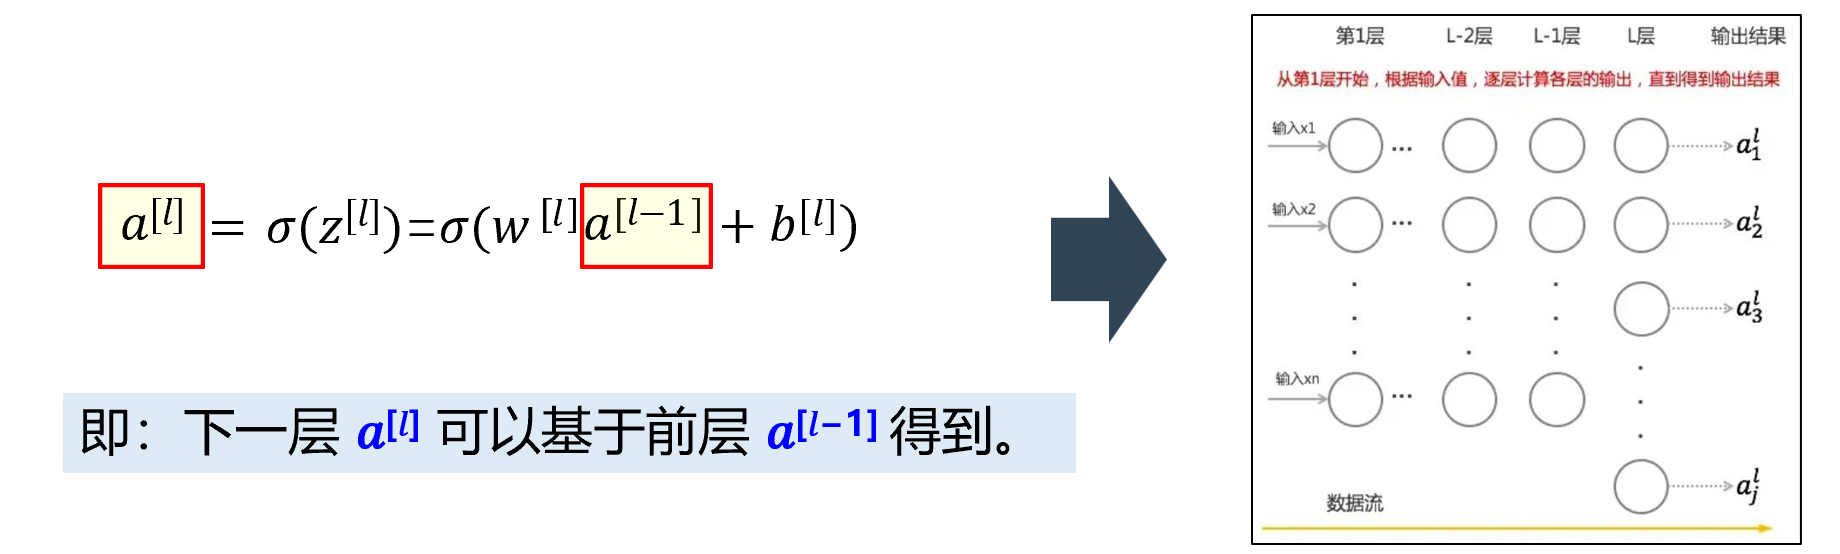 a^[l] = σ(z^[l])=σ(w^[l]a^[l−1] + b^[l])
即：下一层 a^[l] 可以基于前层 a^[l−1] 得到。
第1层 L-2层 L-1层 L层 输出结果
从第1层开始，根据输入值，逐层计算各层的输出，直到得到输出结果
输入x1 ... a_1^l
输入x2 ... a_2^l
a_3^l
输入xn ...
a_j^l
数据流